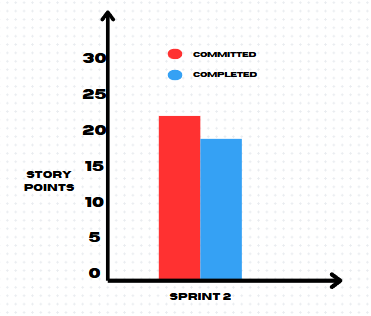 30
25
20
15
10
5
0
STORY
POINTS
COMMITTED
COMPLETED
SPRINT 2